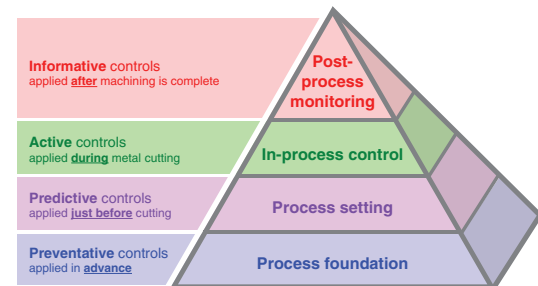 Informative controls
applied after machining is complete
Post-
process
monitoring
Active controls
applied during metal cutting
In-process control
Predictive controls
applied just before cutting
Process setting
Preventative controls
applied in advance
Process foundation